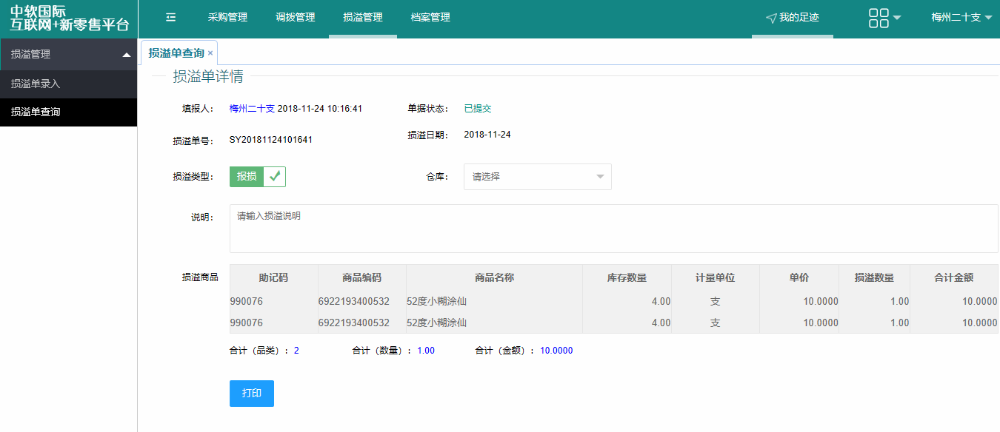 中软国际
互联网+新零售平台
采购管理 调拨管理 损溢管理 档案管理 我的足迹 梅州二十支
损溢管理
损溢单录入
损溢单查询
损溢单查询 ×
损溢单详情
填报人： 梅州二十支 2018-11-24 10:16:41 单据状态： 已提交
损溢单号： SY20181124101641 损溢日期： 2018-11-24
损溢类型： 报损 仓库： 请选择
说明： 请输入损溢说明
损溢商品 助记码 商品编码 商品名称 库存数量 计量单位 单价 损溢数量 合计金额
990076 6922193400532 52度小糊涂仙 4.00 支 10.0000 1.00 10.0000
990076 6922193400532 52度小糊涂仙 4.00 支 10.0000 1.00 10.0000
合计（品类）：2 合计（数量）：1.00 合计（金额）：10.0000
打印